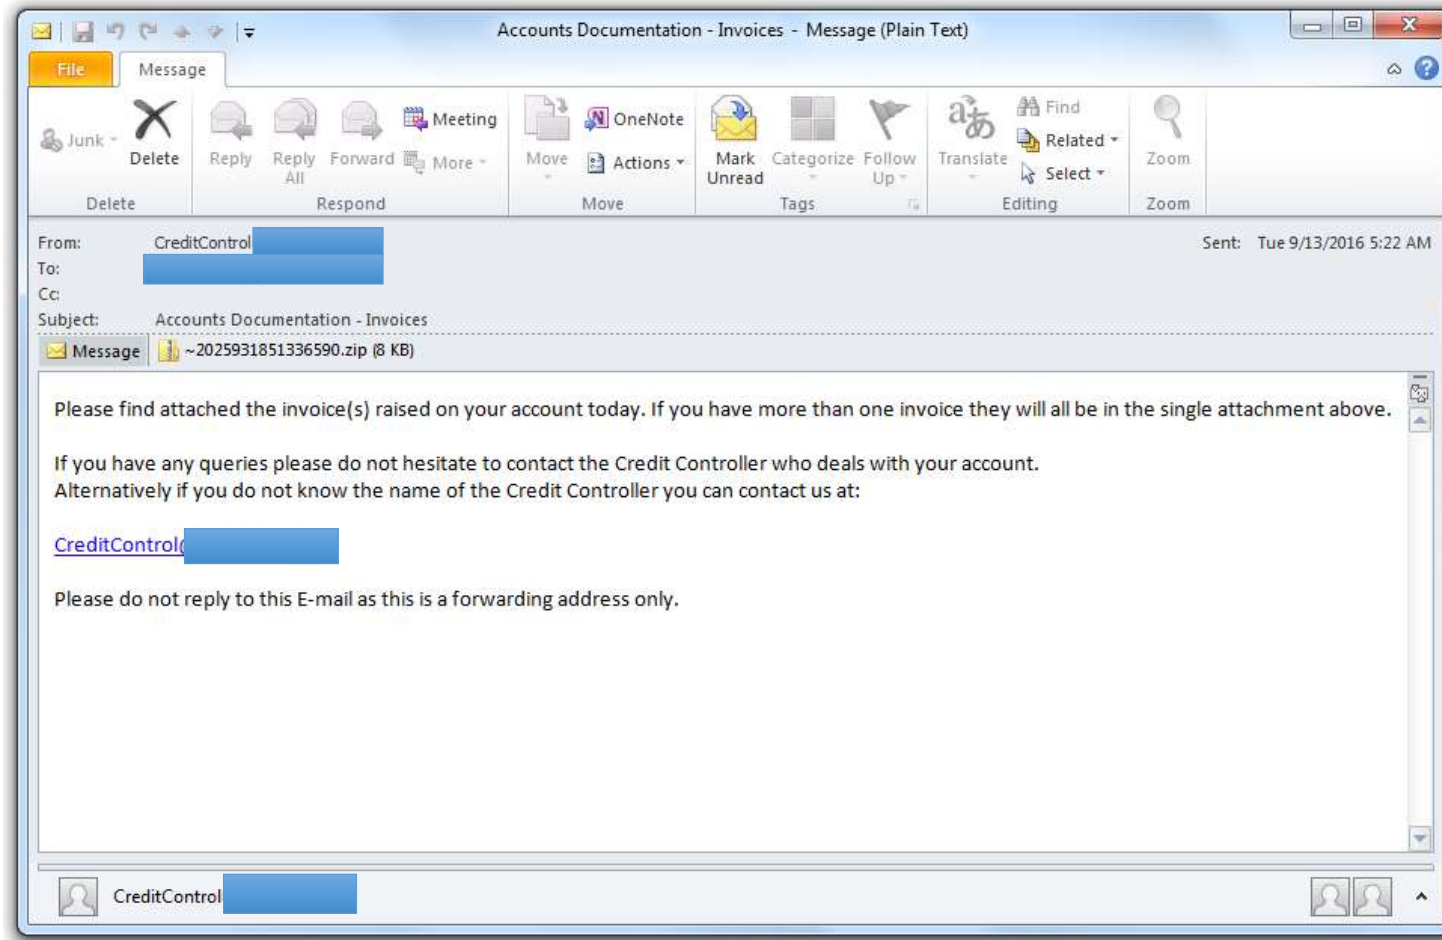 Accounts Documentation - Invoices - Message (Plain Text)
File
Message
Junk
Delete
Reply
Reply All
Forward
Meeting
More
Move
OneNote
Actions
Mark Unread
Categorize
Follow Up
Translate
Find
Related
Select
Zoom
Delete
Respond
Move
Tags
Editing
Zoom
From: CreditControl
Sent: Tue 9/13/2016 5:22 AM
To:
Cc:
Subject: Accounts Documentation - Invoices
Message ~2025931851336590.zip (8 KB)
Please find attached the invoice(s) raised on your account today. If you have more than one invoice they will all be in the single attachment above.
If you have any queries please do not hesitate to contact the Credit Controller who deals with your account.
Alternatively if you do not know the name of the Credit Controller you can contact us at:
CreditControl@
Please do not reply to this E-mail as this is a forwarding address only.
CreditControl